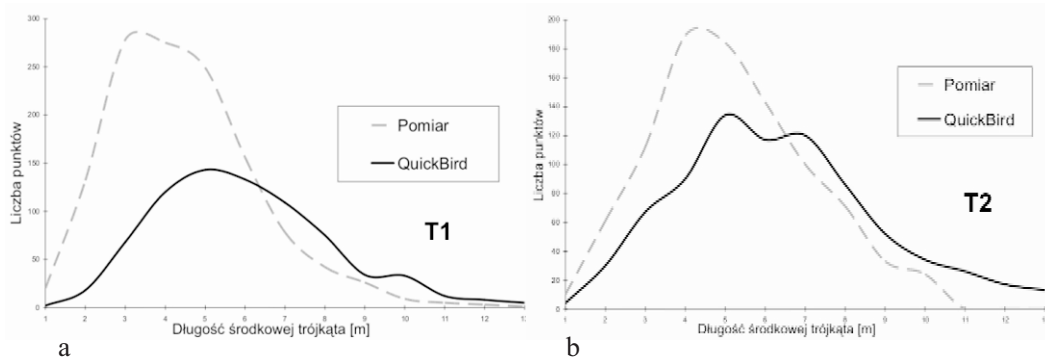 300
250
200
150
100
50
0
Liczba punktów
Pomiar
QuickBird
T1
1 2 3 4 5 6 7 8 9 10 11 12 13
Długość środkowej trójkąta [m]
a
200
180
160
140
120
100
80
60
40
20
0
Liczba punktów
Pomiar
QuickBird
T2
1 2 3 4 5 6 7 8 9 10 11 12
Długość środkowej trójkąta [m]
b